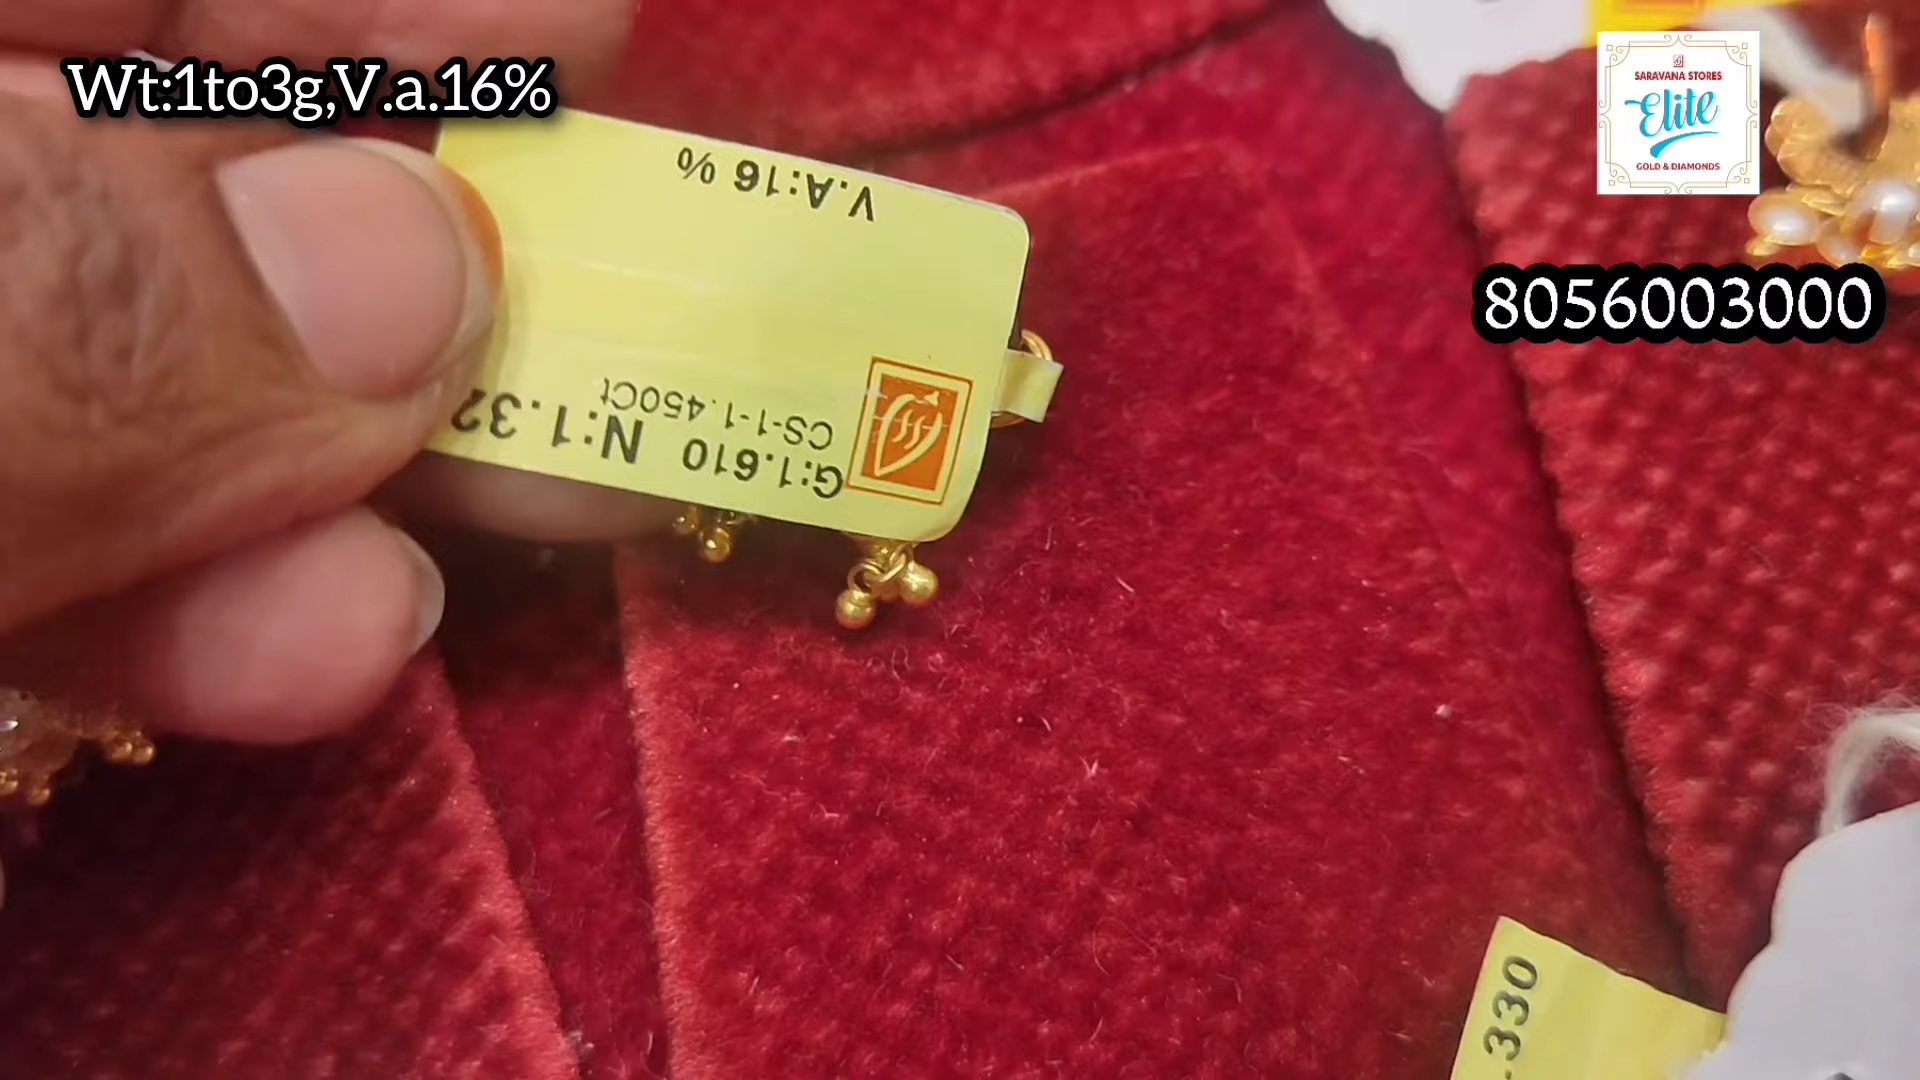 Wt:1to3g,V.a.16%
SARAVANA STORES
Elite
GOLD & DIAMONDS
8056003000
G:1.610 N:1.32
CS-1-1.450Ct
V.A:16 %
.330